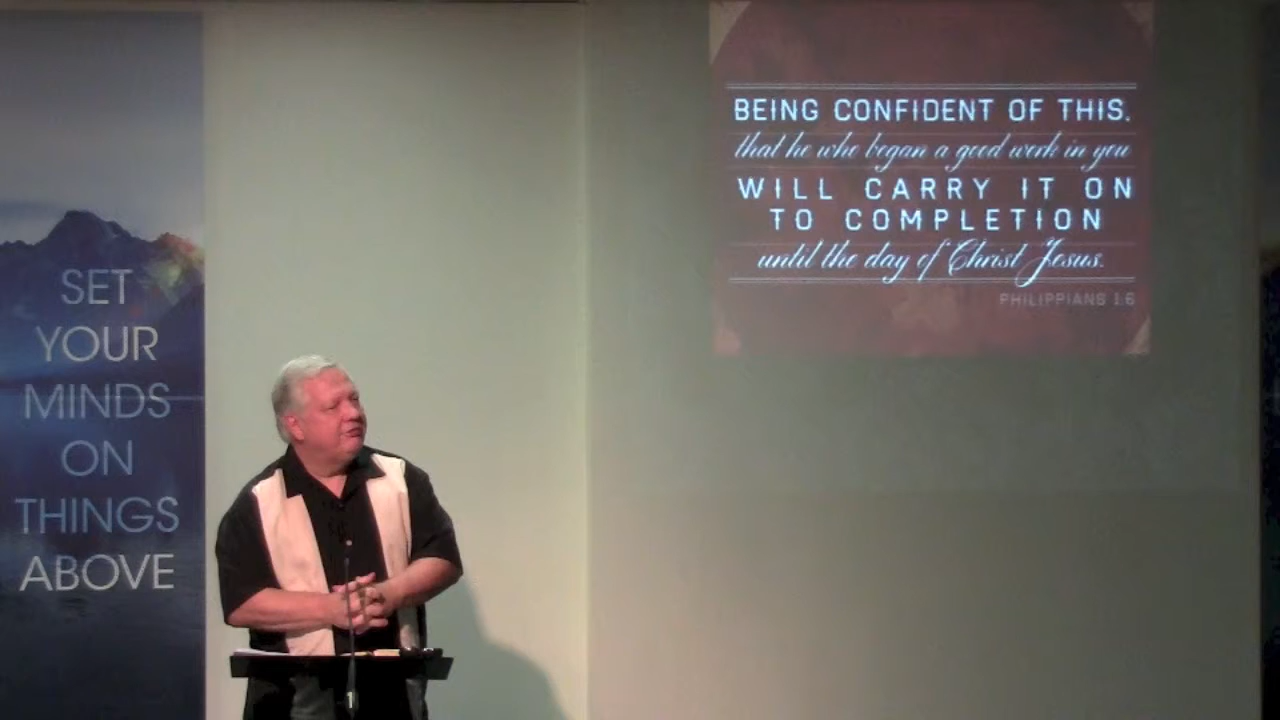 SET
YOUR
MINDS
ON
THINGS
ABOVE
BEING CONFIDENT OF THIS,
that he who began a good work in you
WILL CARRY IT ON
TO COMPLETION
until the day of Christ Jesus.
PHILIPPIANS 1:6